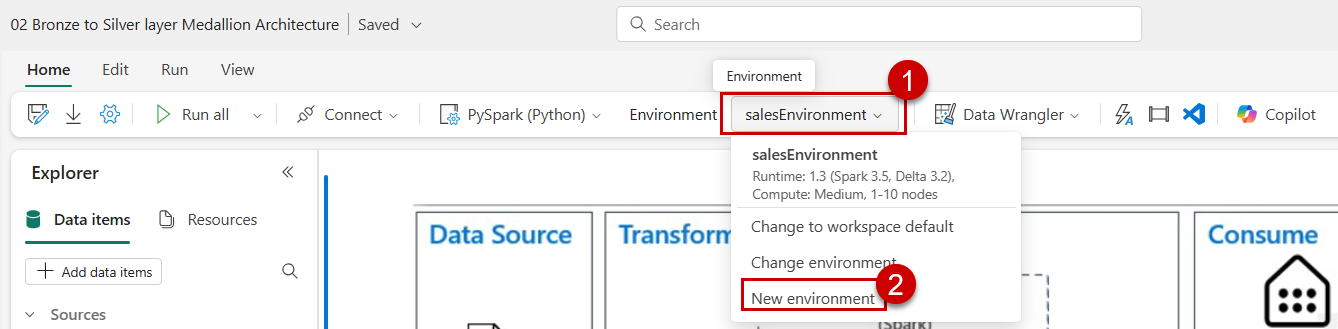 02 Bronze to Silver layer Medallion Architecture
Saved
Search
Home
Edit
Run
View
Environment
1
Run all
Connect
PySpark (Python)
Environment
salesEnvironment
Data Wrangler
Copilot
salesEnvironment
Runtime: 1.3 (Spark 3.5, Delta 3.2),
Compute: Medium, 1-10 nodes
Change to workspace default
Change environment
New environment
2
Explorer
Data items
Resources
Add data items
Sources
Data Source
Transform
Consume
(Spark)